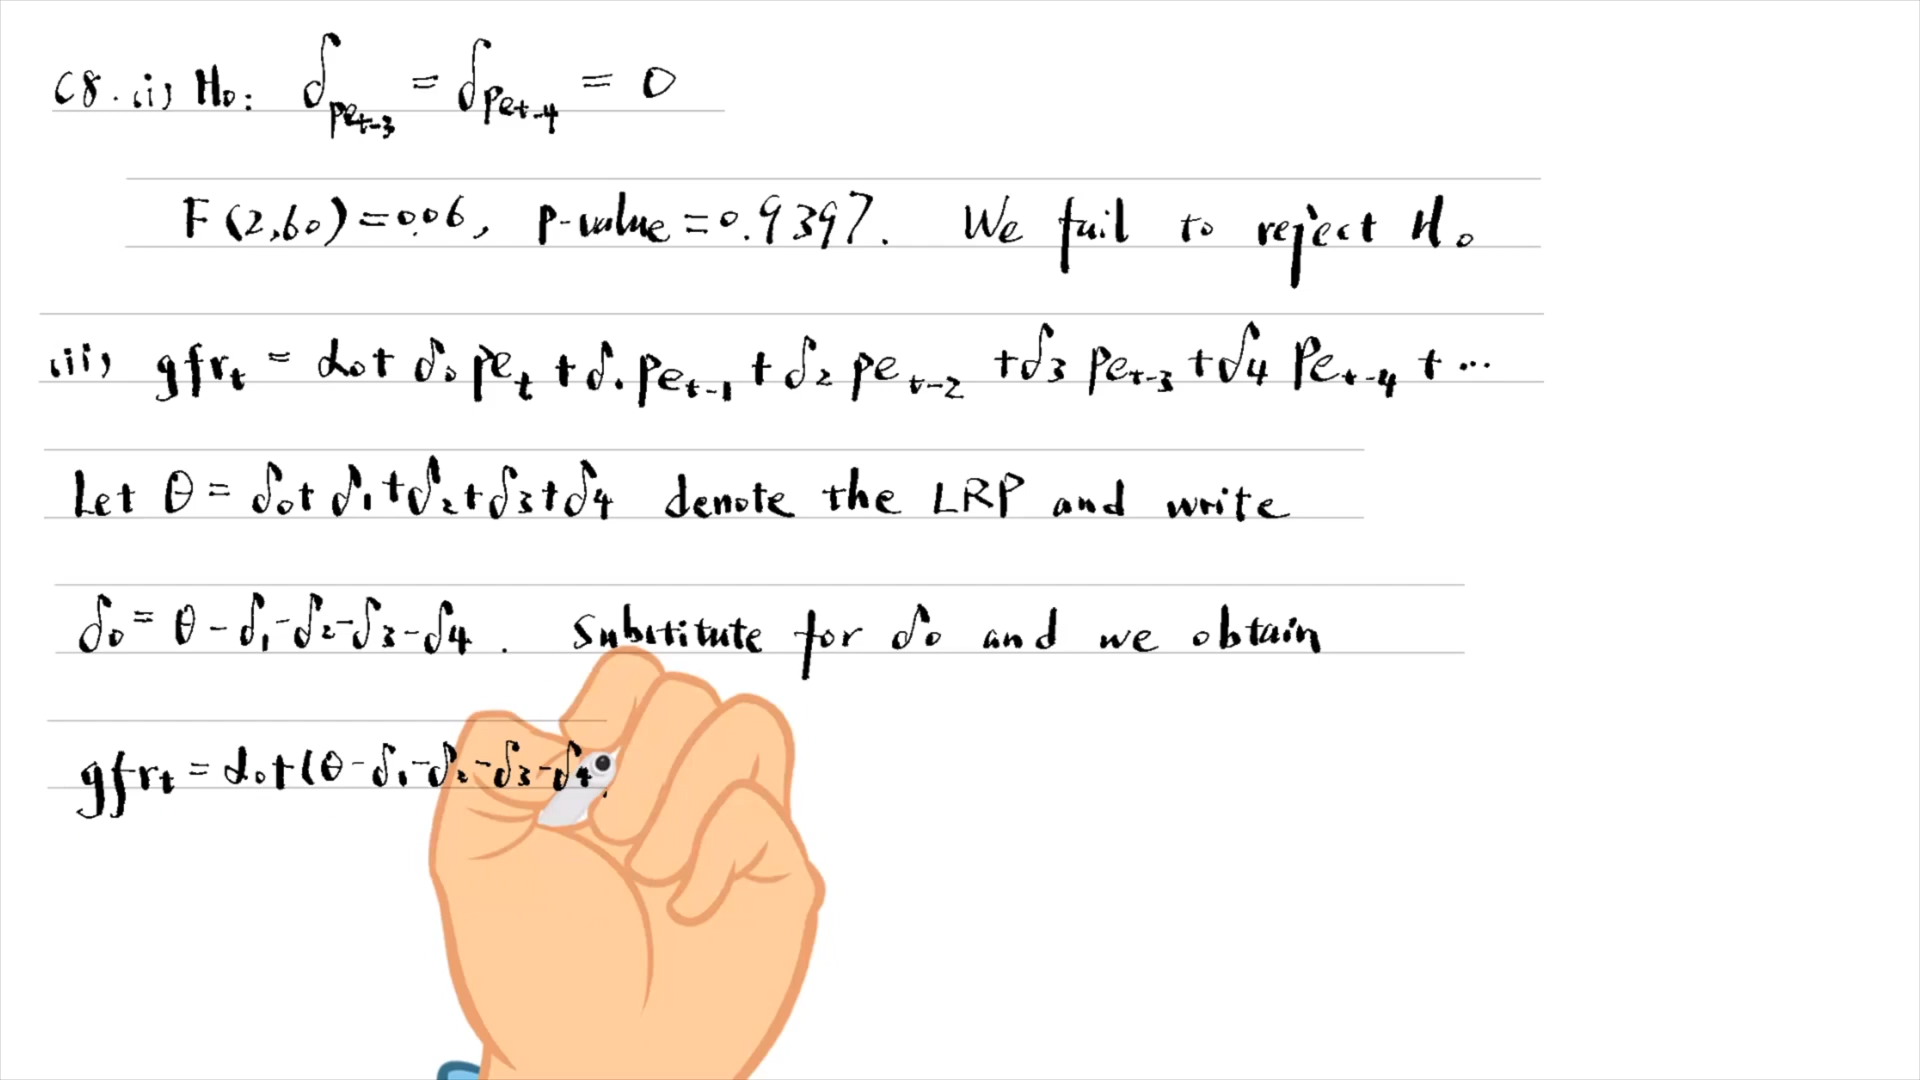 C8. (i) H₀: δ_{pe_{t-3}} = δ_{pe_{t-4}} = 0
F(2,60)=0.06, p-value=0.9397. We fail to reject H₀
(ii) gfrₜ = α₀+ δ₀peₜ + δ₁pe_{t-1} + δ₂pe_{t-2} + δ₃pe_{t-3} + δ₄pe_{t-4} + ...
Let θ = δ₀+δ₁+δ₂+δ₃+δ₄ denote the LRP and write
δ₀ = θ-δ₁-δ₂-δ₃-δ₄. Substitute for δ₀ and we obtain
gfrₜ = α₀+(θ-δ₁-δ₂-δ₃-δ₄